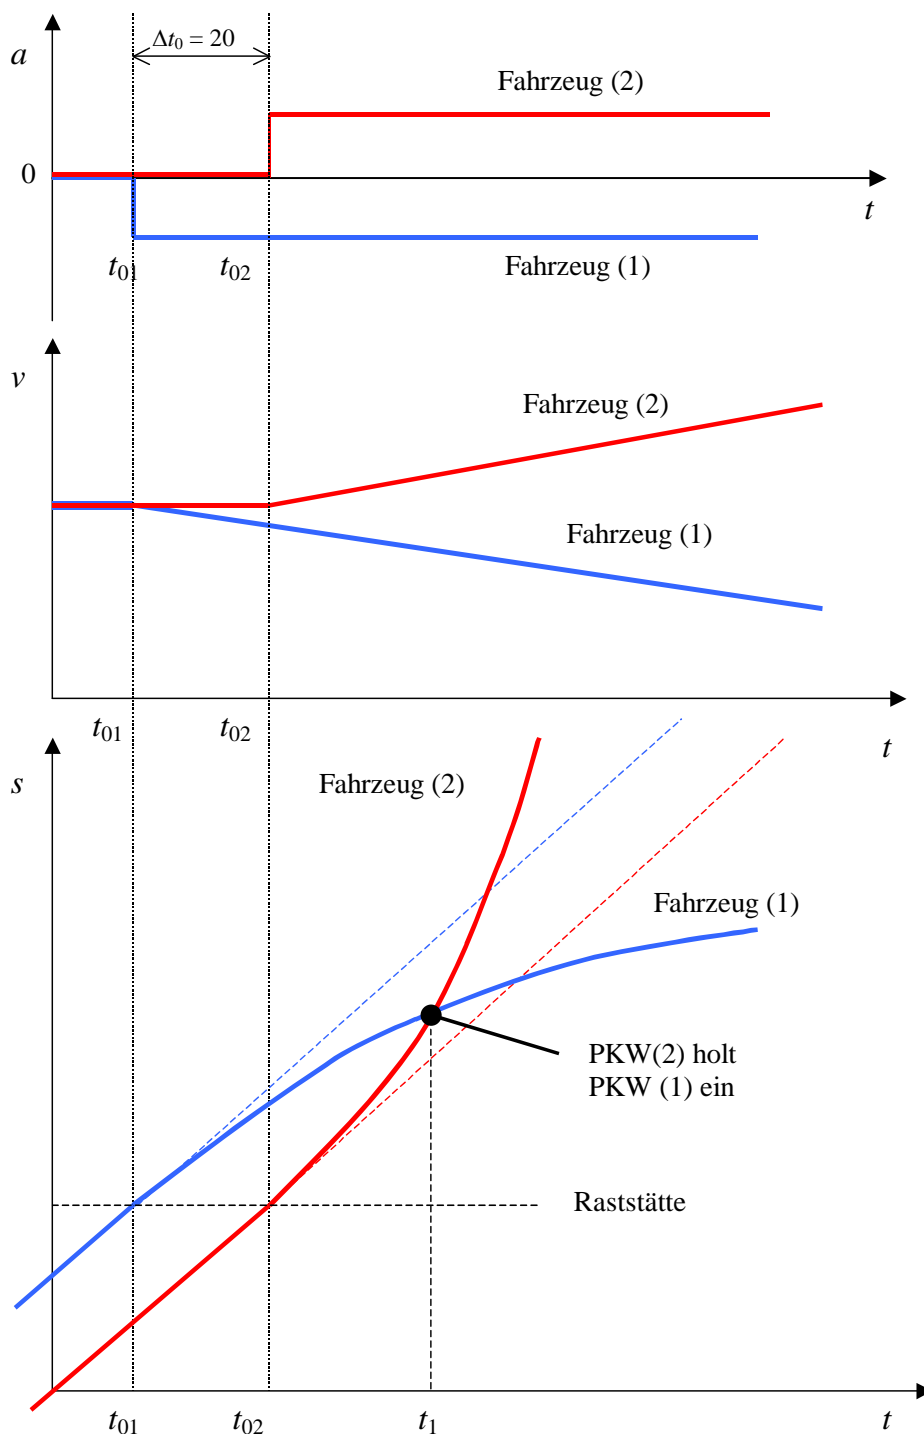 Δt₀ = 20
a
Fahrzeug (2)
0
t
t₀₁
t₀₂
Fahrzeug (1)
v
Fahrzeug (2)
Fahrzeug (1)
t₀₁
t₀₂
t
s
Fahrzeug (2)
Fahrzeug (1)
PKW(2) holt
PKW (1) ein
Raststätte
t₀₁
t₀₂
t₁
t